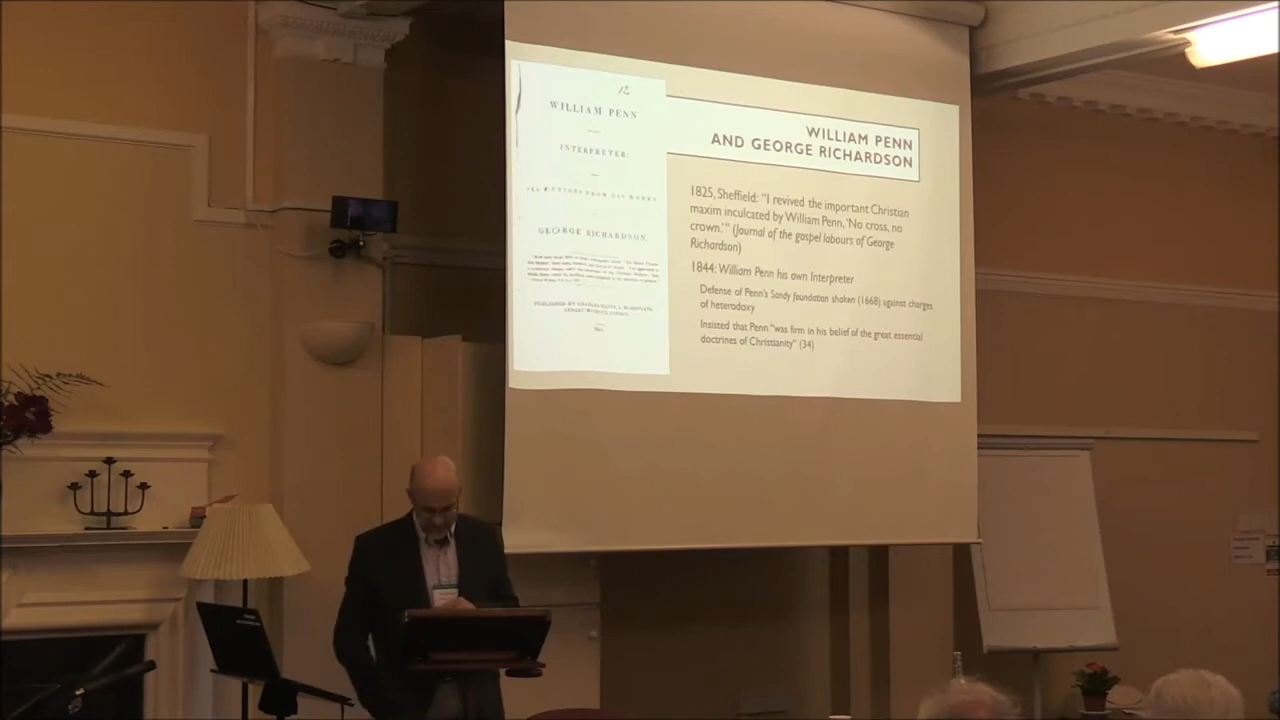 12
WILLIAM PENN
INTERPRETER:
GEORGE RICHARDSON.
WILLIAM PENN
AND GEORGE RICHARDSON
1825, Sheffield: "I revived the important Christian
maxim inculcated by William Penn, 'No cross, no
crown.'" (Journal of the gospel labours of George
Richardson)
1844: William Penn his own Interpreter
Defense of Penn's Sandy foundation shaken (1668) against charges
of heterodoxy
Insisted that Penn "was firm in his belief of the great essential
doctrines of Christianity" (34)